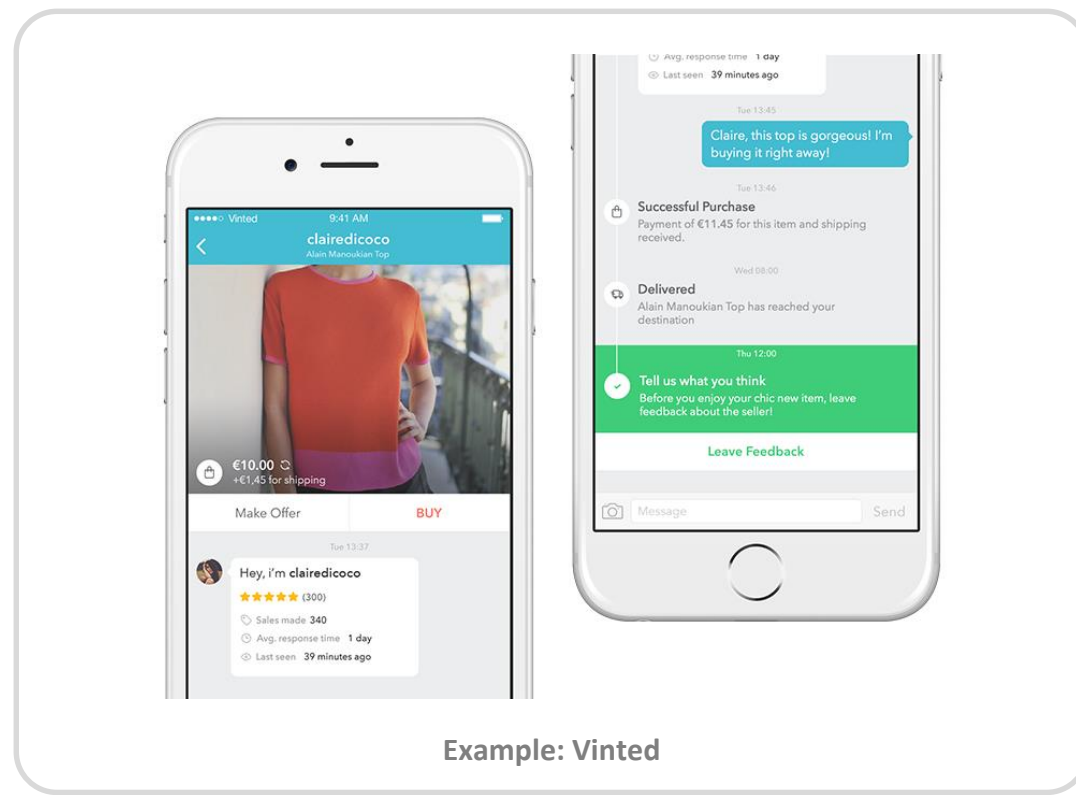 Vinted
9:41 AM
clairedicoco
Alain Manoukian Top
€10.00
+€1,45 for shipping
Make Offer
BUY
Tue 13:37
Hey, i'm clairedicoco
(300)
Sales made 340
Avg. response time 1 day
Last seen 39 minutes ago
Avg. response time 1 day
Last seen 39 minutes ago
Tue 13:45
Claire, this top is gorgeous! I'm
buying it right away!
Tue 13:46
Successful Purchase
Payment of €11.45 for this item and shipping
received.
Wed 08:00
Delivered
Alain Manoukian Top has reached your
destination
Thu 12:00
Tell us what you think
Before you enjoy your chic new item, leave
feedback about the seller!
Leave Feedback
Message
Send
Example: Vinted